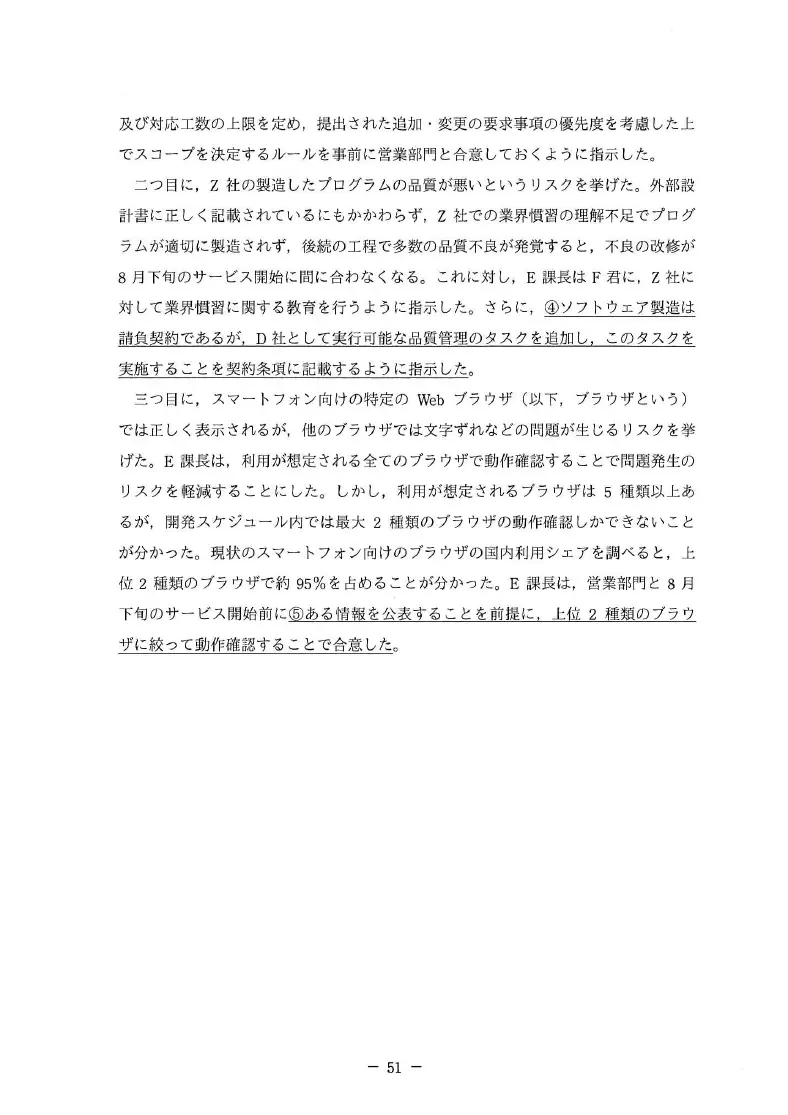 及び対応工数の上限を定め，提出された追加・変更の要求事項の優先度を考慮した上
でスコープを決定するルールを事前に営業部門と合意しておくように指示した。
二つ目に，Z 社の製造したプログラムの品質が悪いというリスクを挙げた。外部設
計書に正しく記載されているにもかかわらず，Z 社での業界慣習の理解不足でプログ
ラムが適切に製造されず，後続の工程で多数の品質不良が発覚すると，不良の改修が
8 月下旬のサービス開始に間に合わなくなる。これに対し，E 課長は F 君に，Z 社に
対して業界慣習に関する教育を行うように指示した。さらに，④ソフトウェア製造は
請負契約であるが，D 社として実行可能な品質管理のタスクを追加し，このタスクを
実施することを契約条項に記載するように指示した。
三つ目に，スマートフォン向けの特定の Web ブラウザ（以下，ブラウザという）
では正しく表示されるが，他のブラウザでは文字ずれなどの問題が生じるリスクを挙
げた。E 課長は，利用が想定される全てのブラウザで動作確認することで問題発生の
リスクを軽減することにした。しかし，利用が想定されるブラウザは 5 種類以上あ
るが，開発スケジュール内では最大 2 種類のブラウザの動作確認しかできないこと
が分かった。現状のスマートフォン向けのブラウザの国内利用シェアを調べると，上
位 2 種類のブラウザで約 95％を占めることが分かった。E 課長は，営業部門と 8 月
下旬のサービス開始前に⑤ある情報を公表することを前提に，上位 2 種類のブラウ
ザに絞って動作確認することで合意した。
－ 51 －